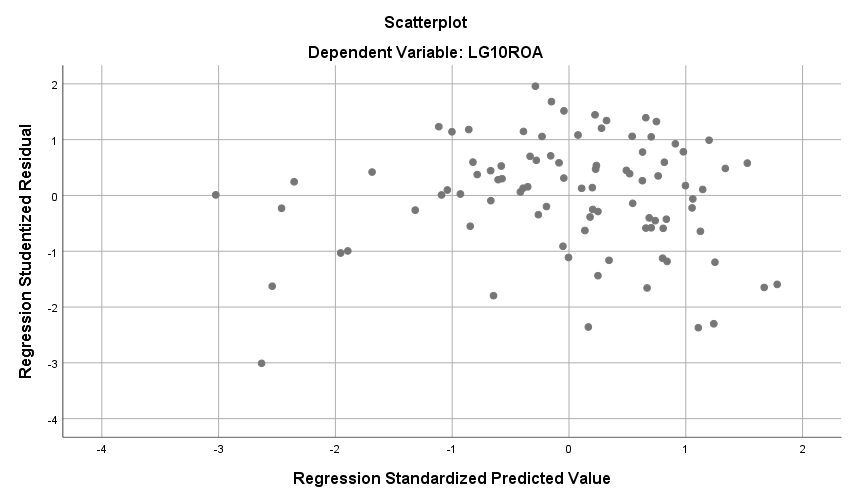 Scatterplot
Dependent Variable: LG10ROA
Regression Studentized Residual
2
1
0
-1
-2
-3
-4
-4 -3 -2 -1 0 1 2
Regression Standardized Predicted Value